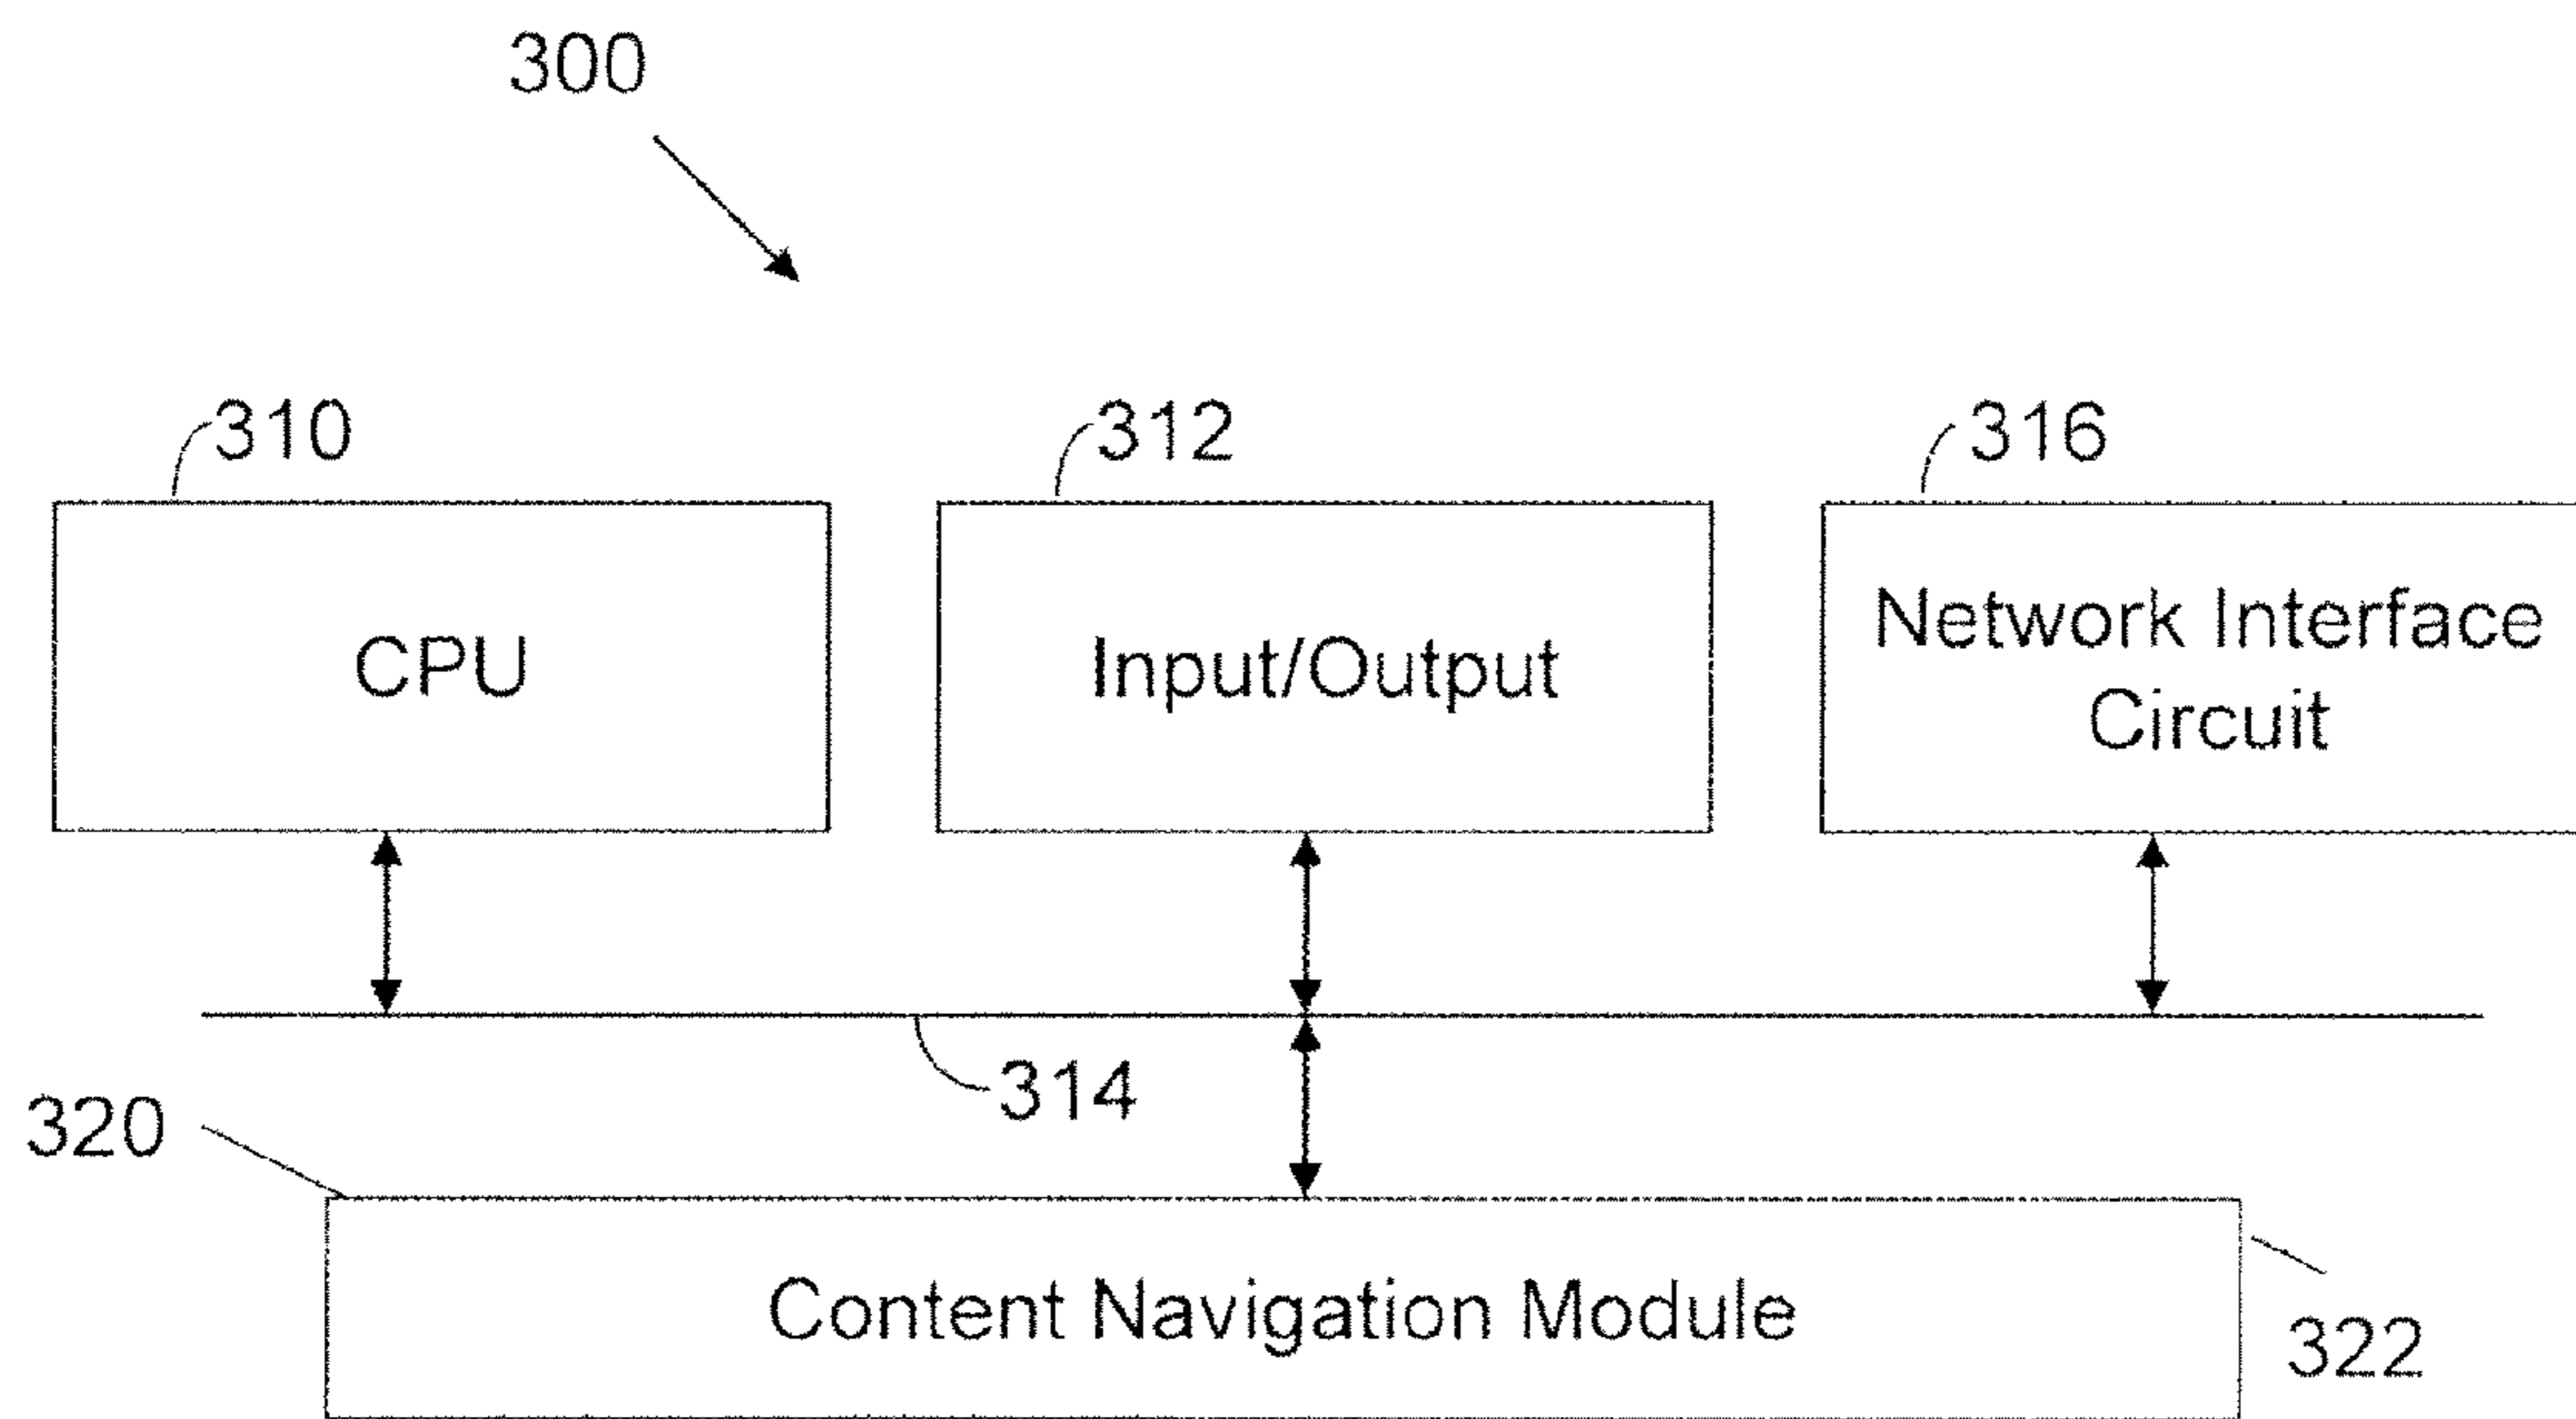 300
310
312
316
CPU
Input/Output
Network Interface
Circuit
314
320
Content Navigation Module
322